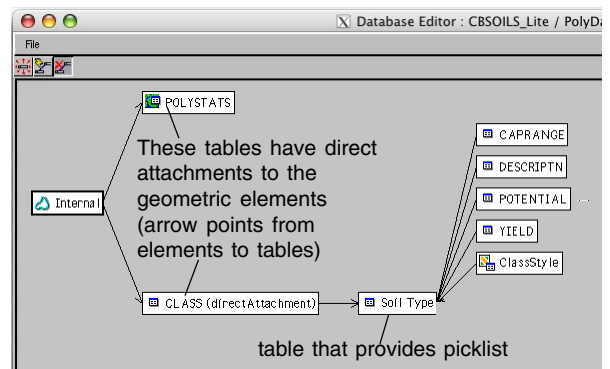 Database Editor : CBSOILS_Lite / PolyDa
File
POLYSTATS
These tables have direct
attachments to the
geometric elements
(arrow points from
elements to tables)
CAPRANGE
DESCRIPTN
POTENTIAL
YIELD
ClassStyle
Internal
CLASS (directAttachment)
Soil Type
table that provides picklist